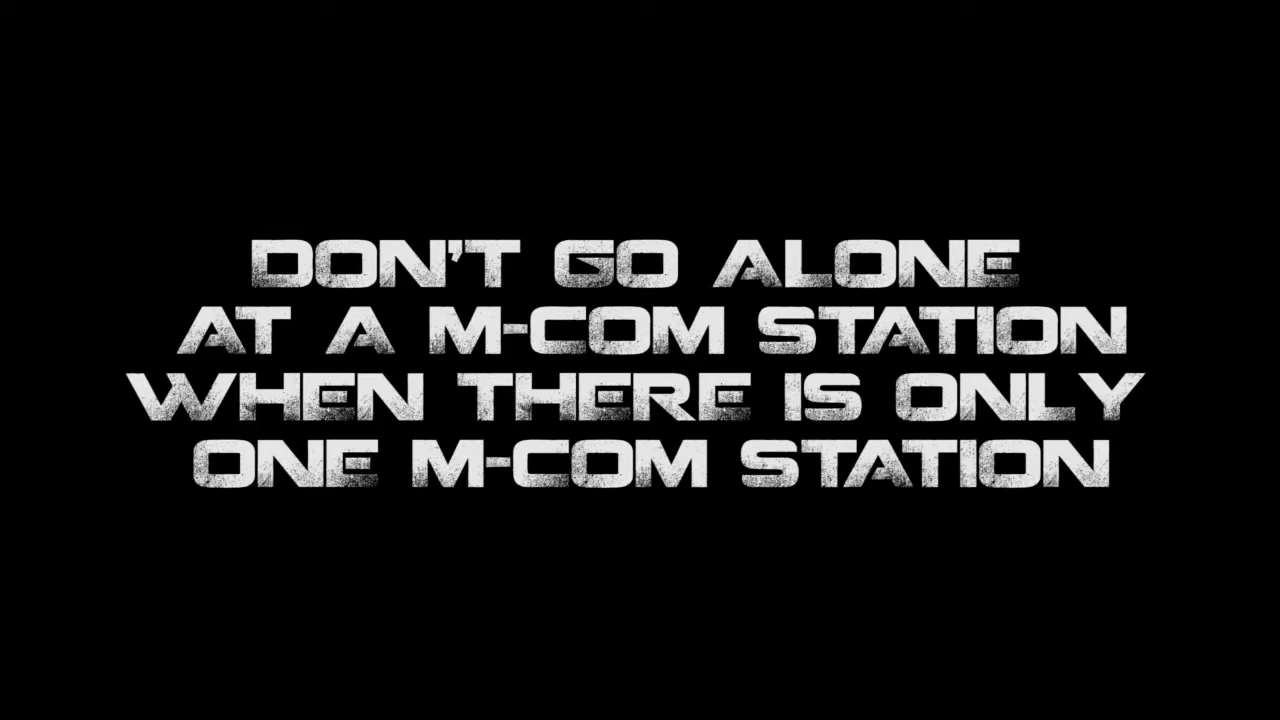 DON'T GO ALONE
AT A M-COM STATION
WHEN THERE IS ONLY
ONE M-COM STATION